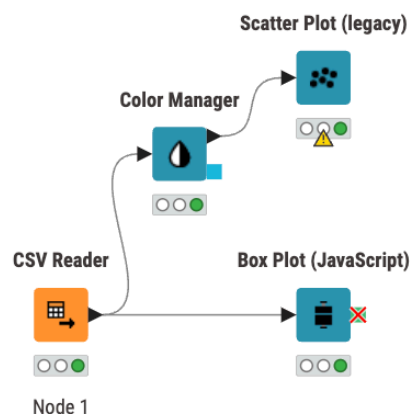 Scatter Plot (legacy)
Color Manager
CSV Reader
Box Plot (JavaScript)
Node 1